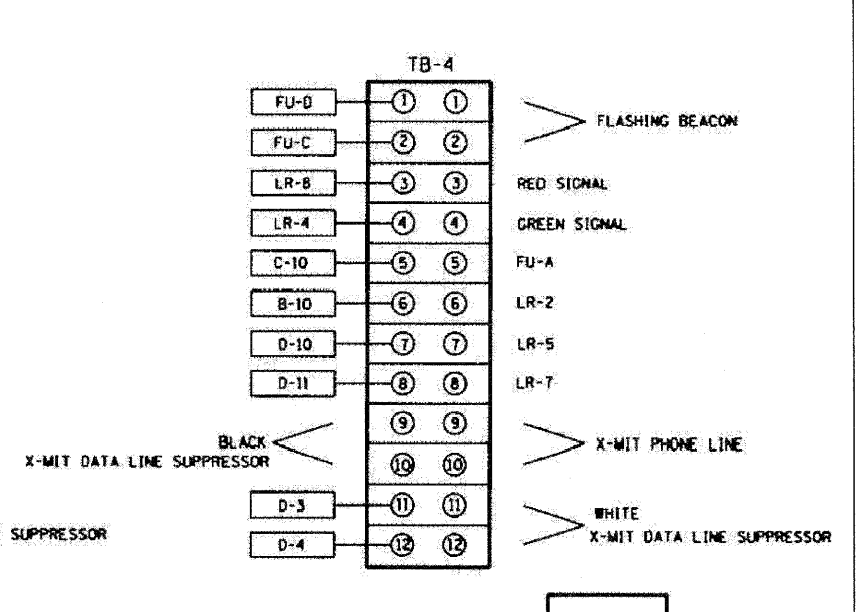 TB-4
FU-D 1 1 FLASHING BEACON
FU-C 2 2
LR-8 3 3 RED SIGNAL
LR-4 4 4 GREEN SIGNAL
C-10 5 5 FU-A
B-10 6 6 LR-2
D-10 7 7 LR-5
D-11 8 8 LR-7
9 9
BLACK X-MIT PHONE LINE
X-MIT DATA LINE SUPPRESSOR 10 10
D-3 11 11 WHITE
SUPPRESSOR X-MIT DATA LINE SUPPRESSOR
D-4 12 12